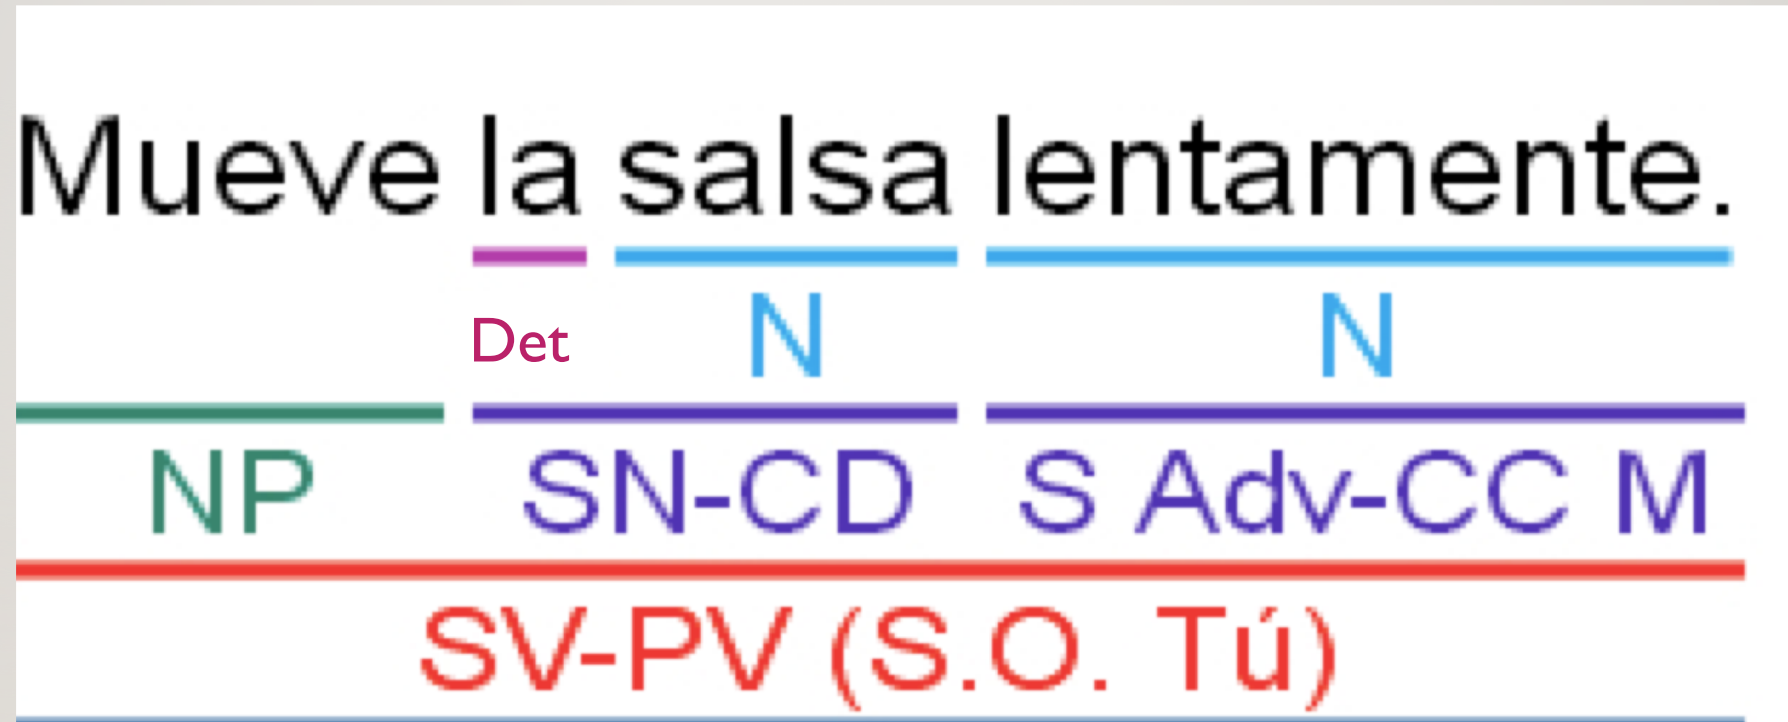 Mueve la salsa lentamente.
Det N N
NP SN-CD S Adv-CC M
SV-PV (S.O. Tú)